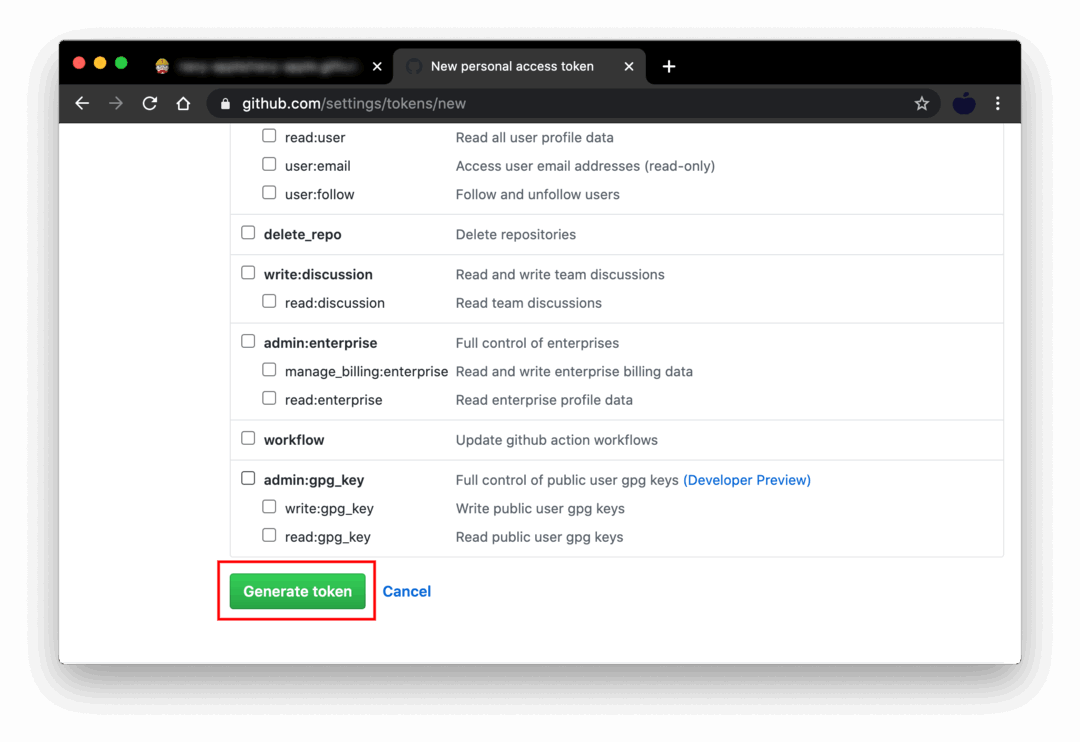 New personal access token
github.com/settings/tokens/new
read:user Read all user profile data
user:email Access user email addresses (read-only)
user:follow Follow and unfollow users
delete_repo Delete repositories
write:discussion Read and write team discussions
read:discussion Read team discussions
admin:enterprise Full control of enterprises
manage_billing:enterprise Read and write enterprise billing data
read:enterprise Read enterprise profile data
workflow Update github action workflows
admin:gpg_key Full control of public user gpg keys (Developer Preview)
write:gpg_key Write public user gpg keys
read:gpg_key Read public user gpg keys
Generate token Cancel